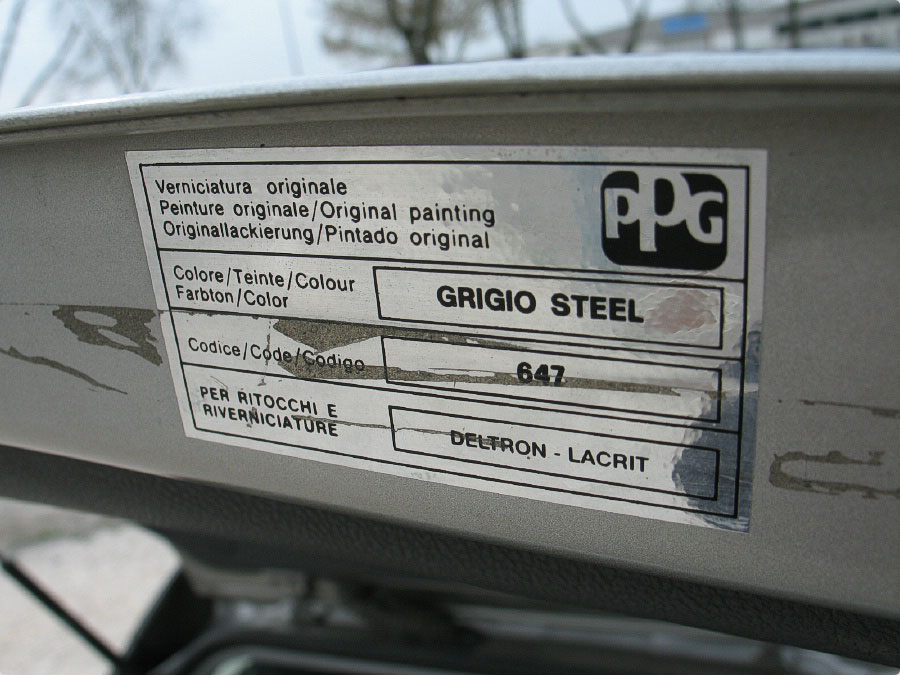 Verniciatura originale
Peinture originale/Original painting
Originallackierung/Pintado original
PPG
Colore/Teinte/Colour
Farbton/Color
GRIGIO STEEL
Codice/Code/Codigo
647
PER RITOCCHI E
RIVERNICIATURE
DELTRON - LACRIT